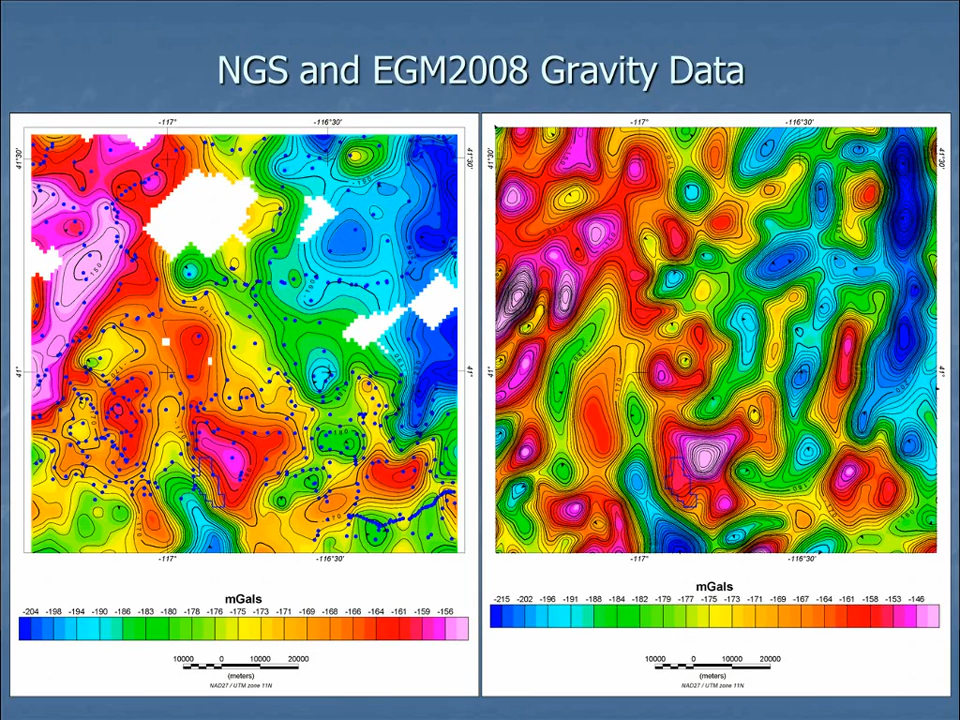 NGS and EGM2008 Gravity Data
-117° -116°30'
41°30' 41°30'
41° 41°
-117° -116°30'
mGals
-204 -198 -194 -190 -186 -183 -180 -178 -176 -175 -173 -171 -169 -168 -166 -164 -161 -159 -156
10000 0 10000 20000
(meters)
NAD27 / UTM zone 11N
-117° -116°30'
41°30' 41°30'
41° 41°
-117° -116°30'
mGals
-215 -202 -196 -191 -188 -184 -182 -179 -177 -175 -173 -171 -169 -167 -164 -161 -158 -153 -146
10000 0 10000 20000
(meters)
NAD27 / UTM zone 11N